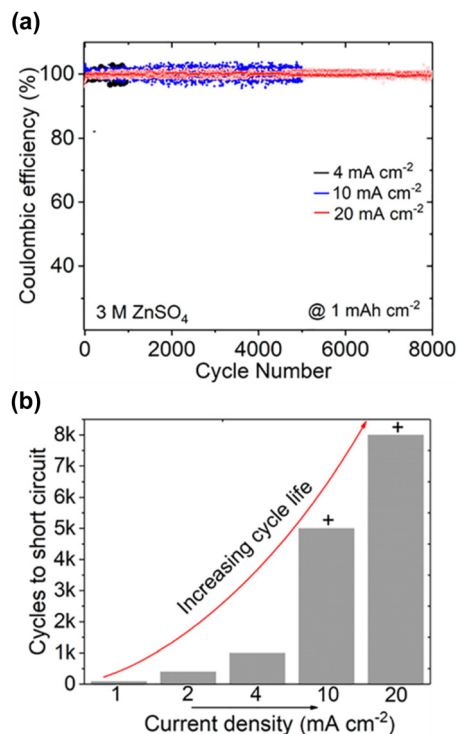 (a)
Coulombic efficiency (%)
100
80
60
40
4 mA cm⁻²
10 mA cm⁻²
20 mA cm⁻²
3 M ZnSO₄
@ 1 mAh cm⁻²
0
2000
4000
6000
8000
Cycle Number
(b)
Cycles to short circuit
8k
7k
6k
5k
4k
3k
2k
1k
0
+
+
Increasing cycle life
1
2
4
10
20
Current density (mA cm⁻²)